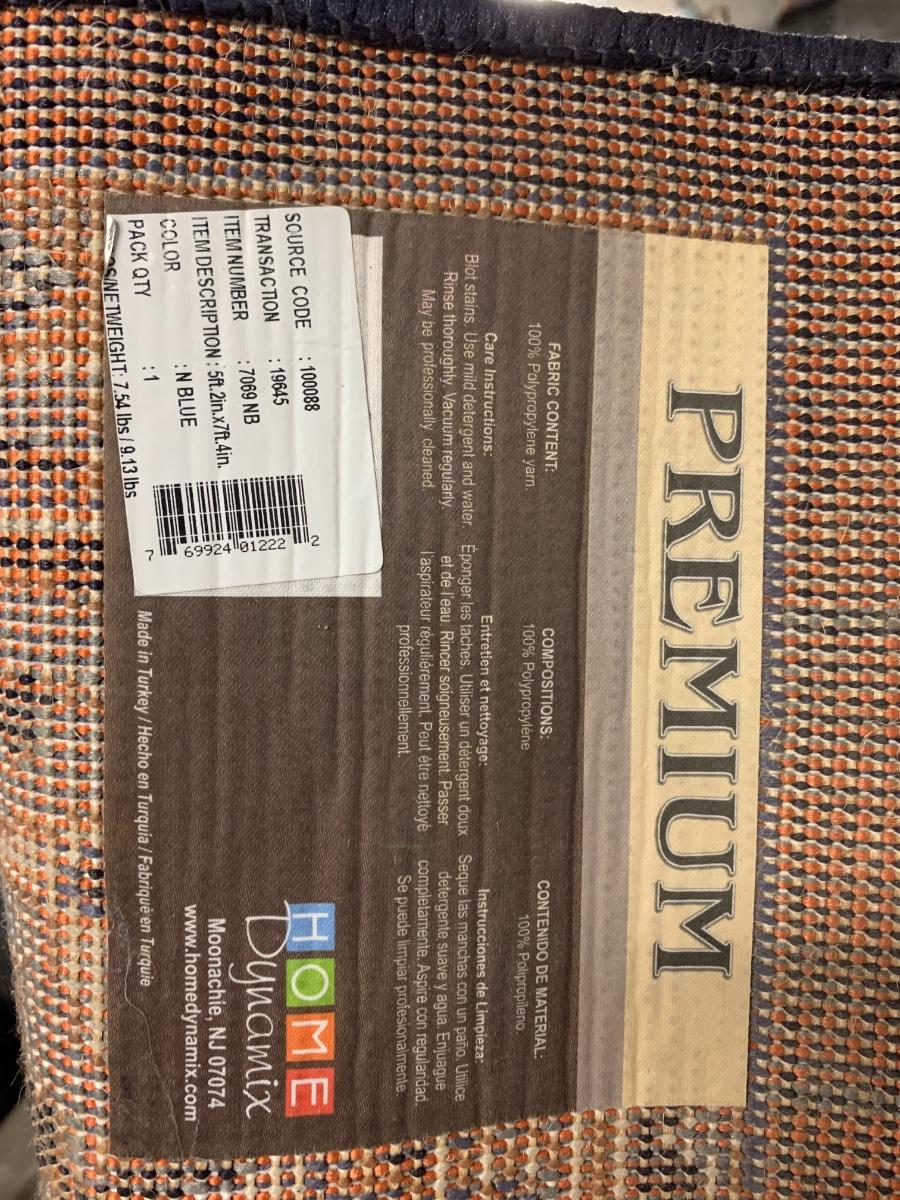 PREMIUM
FABRIC CONTENT:
100% Polypropylene yarn.
COMPOSITIONS:
100% Polypropylène
CONTENIDO DE MATERIAL:
100% Polipropileno.
Care Instructions:
Blot stains. Use mild detergent and water.
Rinse thoroughly. Vacuum regularly.
May be professionally cleaned.
Entretien et nettoyage:
Éponger les taches. Utiliser un détergent doux
et de l'eau. Rincer soigneusement. Passer
l'aspirateur régulièrement. Peut être nettoyé
professionnellement.
Instrucciones de Limpieza:
Seque las manchas con un paño. Utilice
detergente suave y agua. Enjuague
completamente. Aspire con regularidad.
Se puede limpiar profesionalmente.
SOURCE CODE : 100088
TRANSACTION : 19645
ITEM NUMBER : 7069 NB
ITEM DESCRIPTION : 5ft.2in.x7ft.4in.
COLOR : N BLUE
PACK QTY : 1
S/NETWEIGHT: 7.54 lbs / 9.13 lbs
7 69924 01222 2
HOME
Dynamix
Moonachie, NJ 07074
www.homedynamix.com
Made in Turkey / Hecho en Turquia / Fabriqué en Turquie